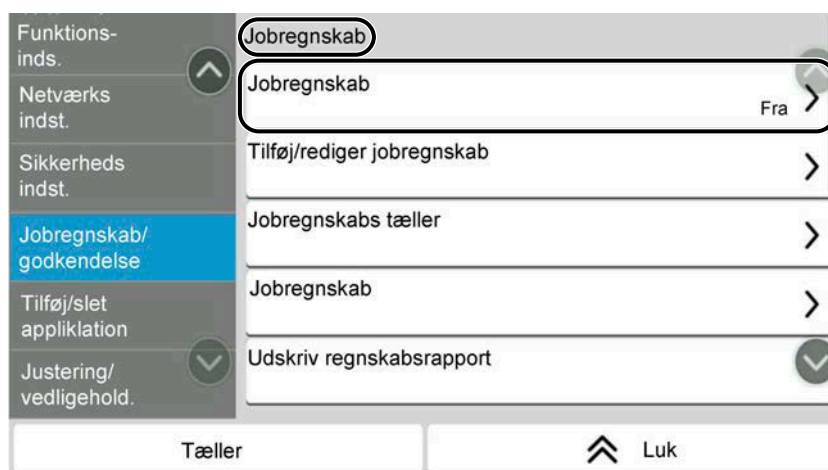 Funktions-
inds.
Netværks
indst.
Sikkerheds
indst.
Jobregnskab/
godkendelse
Tilføj/slet
appliklation
Justering/
vedligehold.
Jobregnskab
Jobregnskab
Fra
Tilføj/rediger jobregnskab
Jobregnskabs tæller
Jobregnskab
Udskriv regnskabsrapport
Tæller
Luk